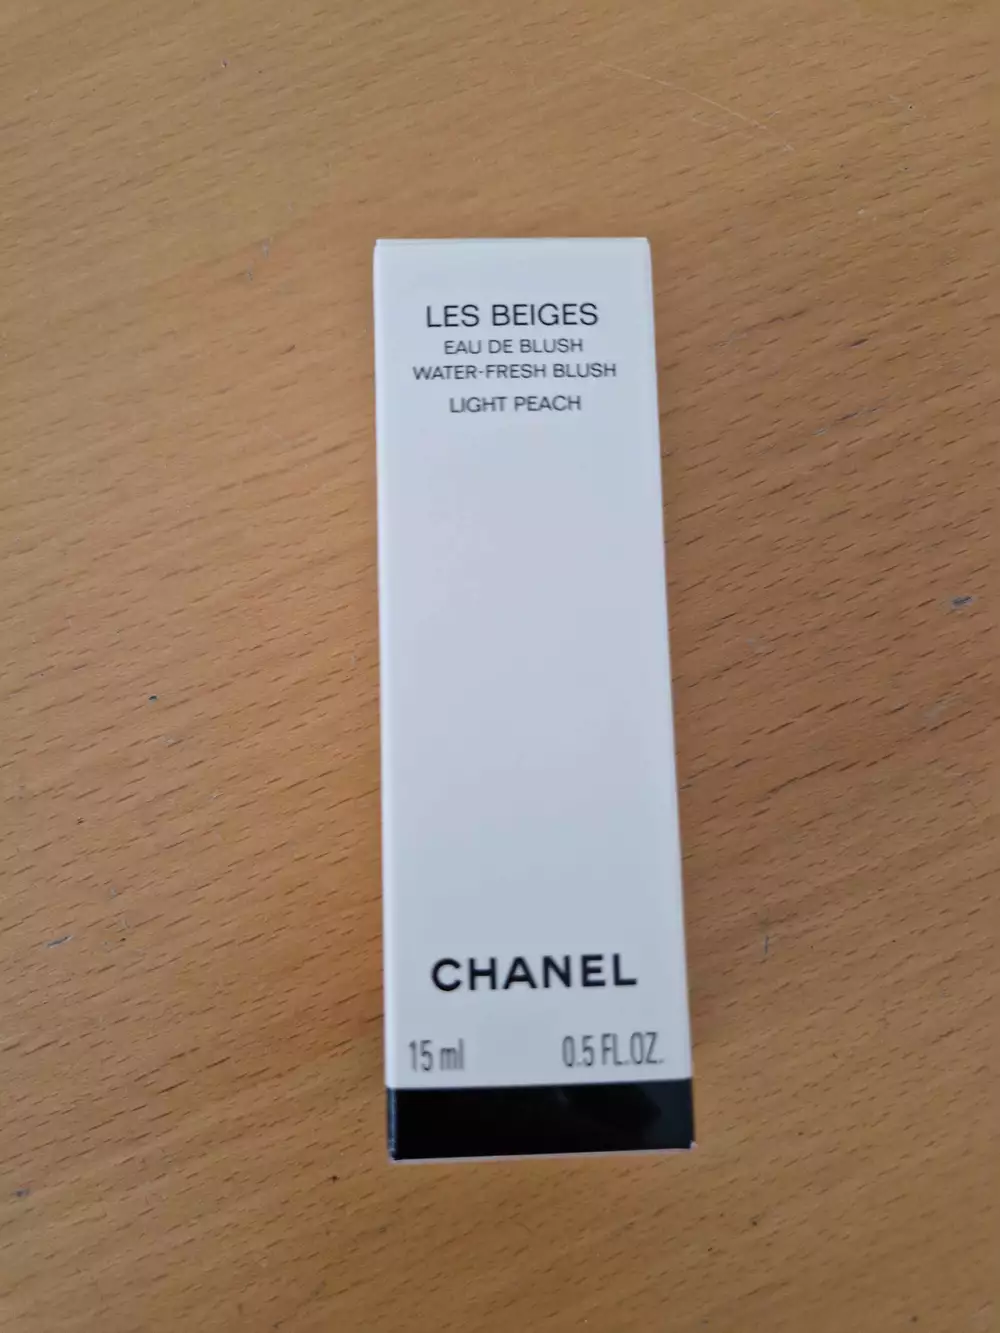 LES BEIGES
EAU DE BLUSH
WATER-FRESH BLUSH
LIGHT PEACH
CHANEL
15 ml 0.5 FL.OZ.